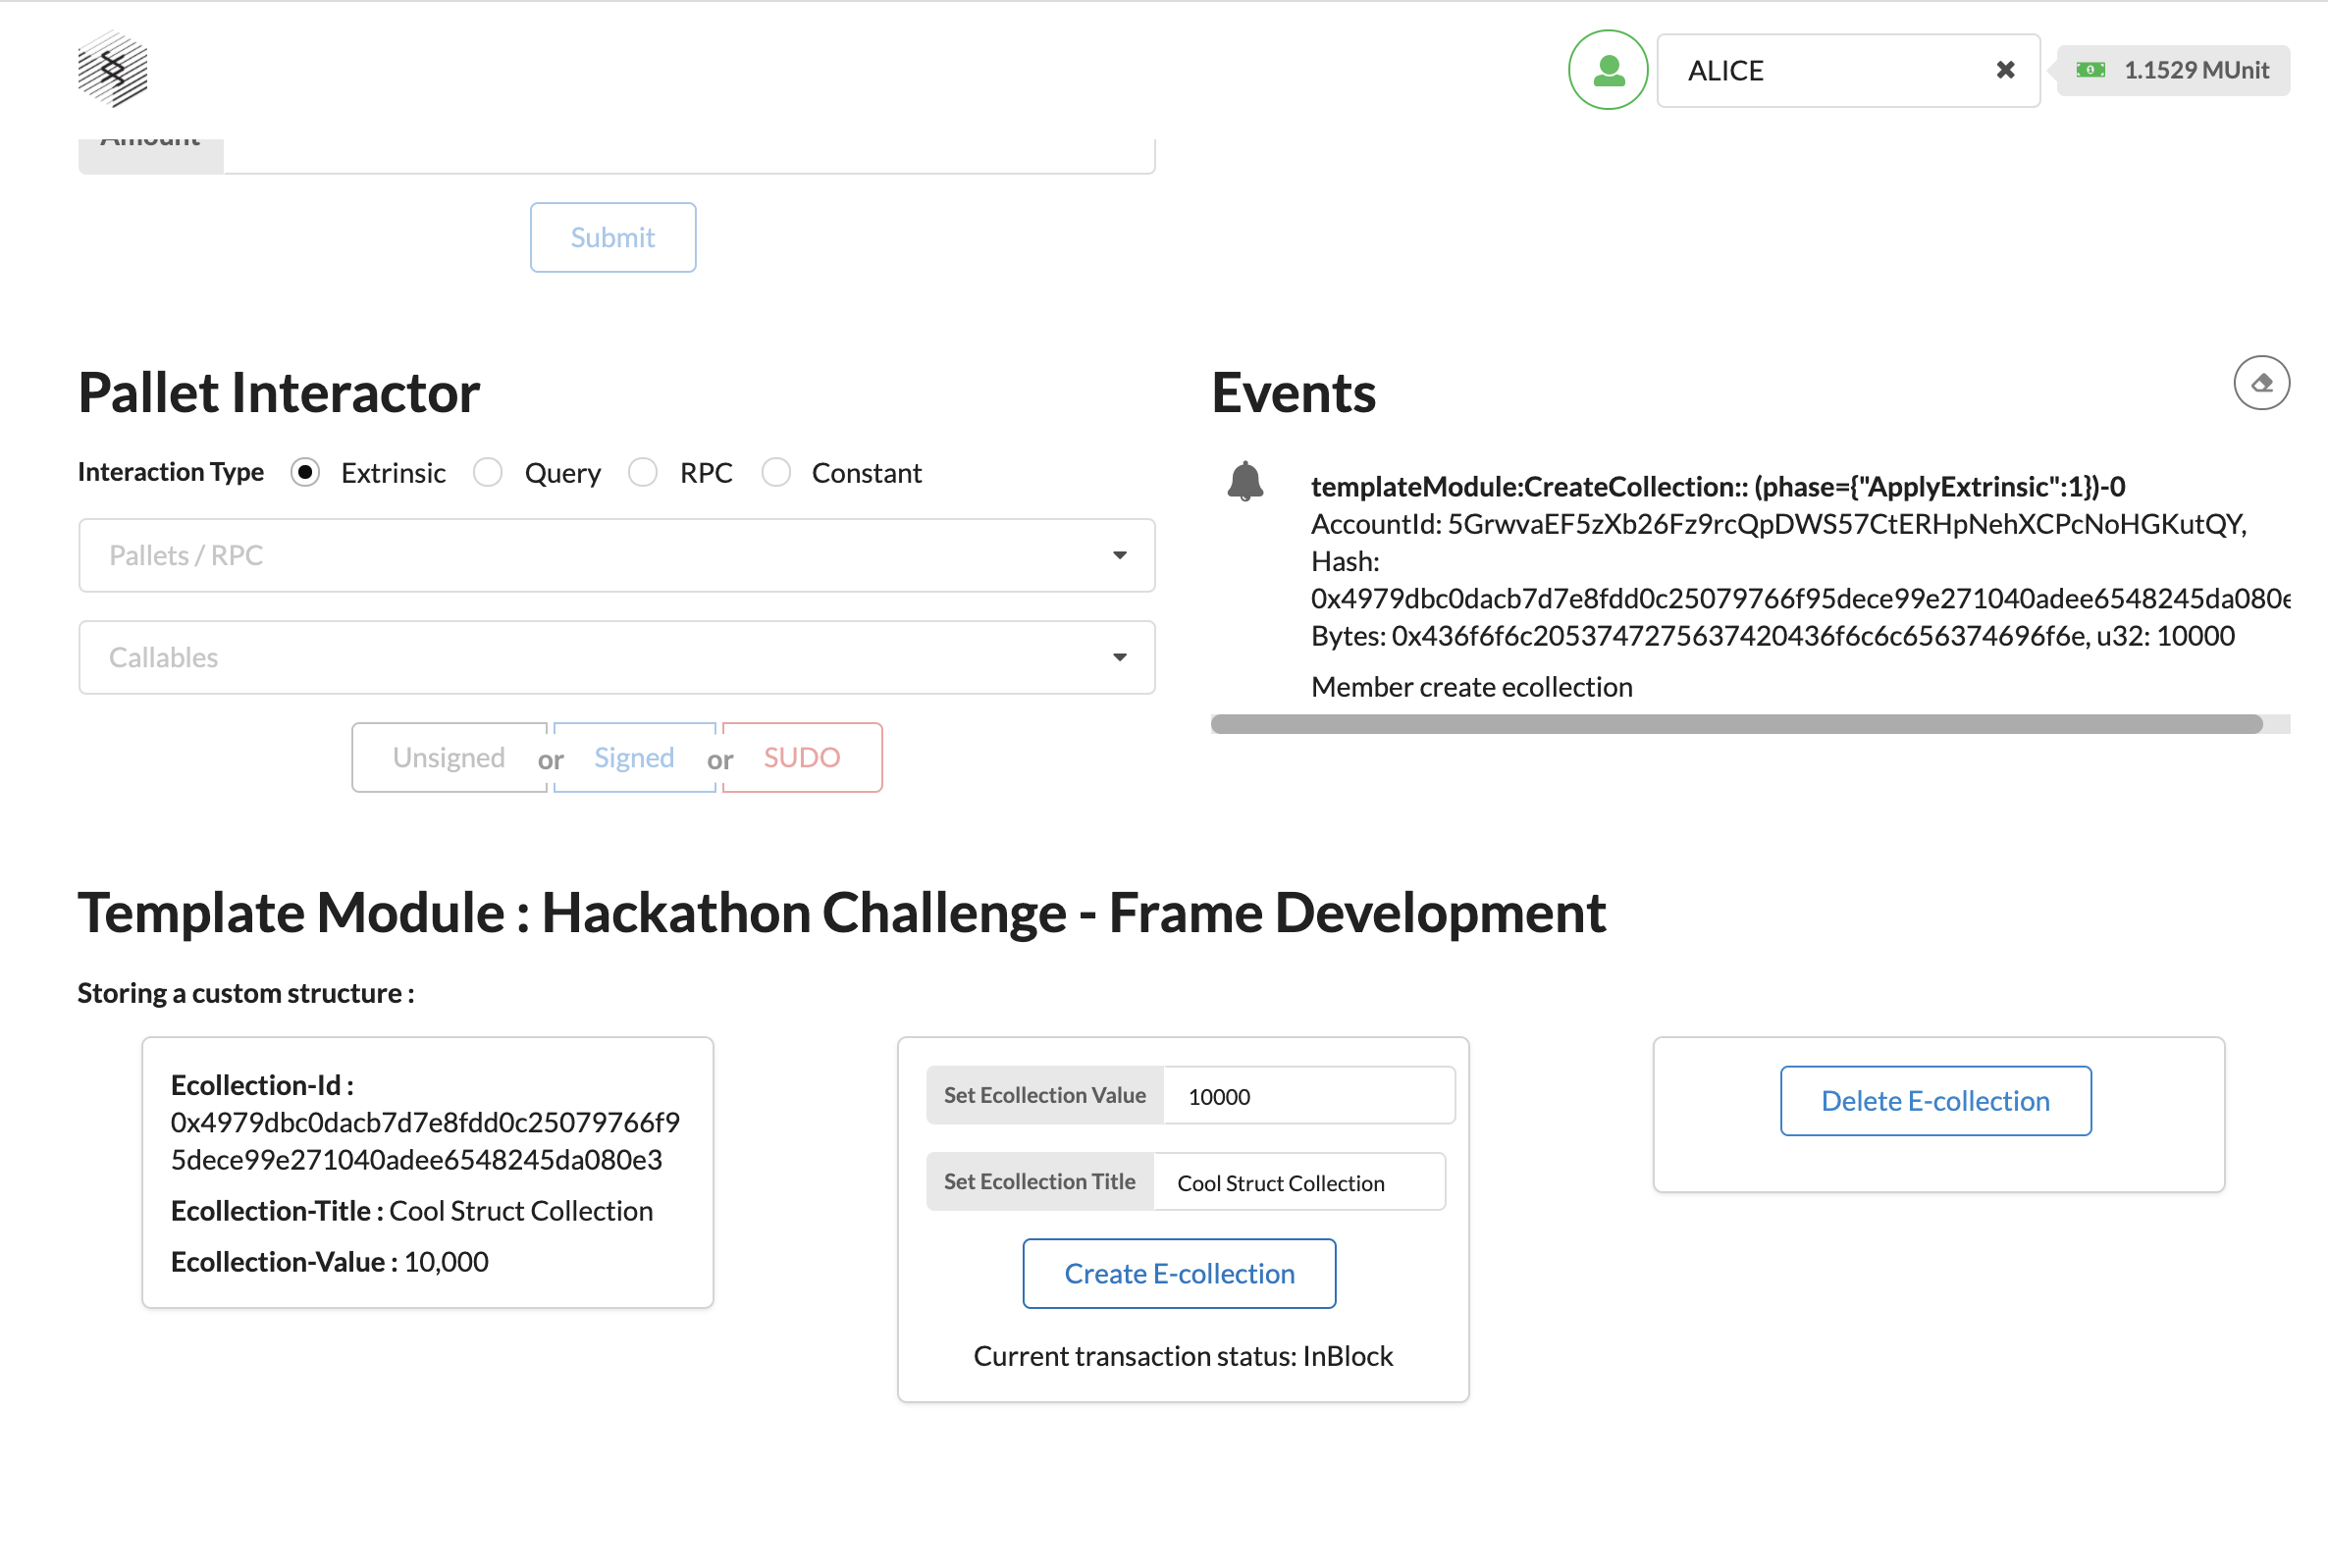 ALICE
1.1529 MUnit
Amount
Submit
Pallet Interactor
Interaction Type Extrinsic Query RPC Constant
Pallets / RPC
Callables
Unsigned or Signed or SUDO
Events
templateModule:CreateCollection:: (phase={"ApplyExtrinsic":1})-0
AccountId: 5GrwvaEF5zXb26Fz9rcQpDWS57CtERHpNehXCPcNoHGKutQY,
Hash:
0x4979dbc0dacb7d7e8fdd0c25079766f95dece99e271040adee6548245da080e
Bytes: 0x436f6f6c2053747275637420436f6c6c656374696f6e, u32: 10000
Member create ecollection
Template Module : Hackathon Challenge - Frame Development
Storing a custom structure :
Ecollection-Id :
0x4979dbc0dacb7d7e8fdd0c25079766f9
5dece99e271040adee6548245da080e3
Ecollection-Title : Cool Struct Collection
Ecollection-Value : 10,000
Set Ecollection Value 10000
Set Ecollection Title Cool Struct Collection
Create E-collection
Current transaction status: InBlock
Delete E-collection